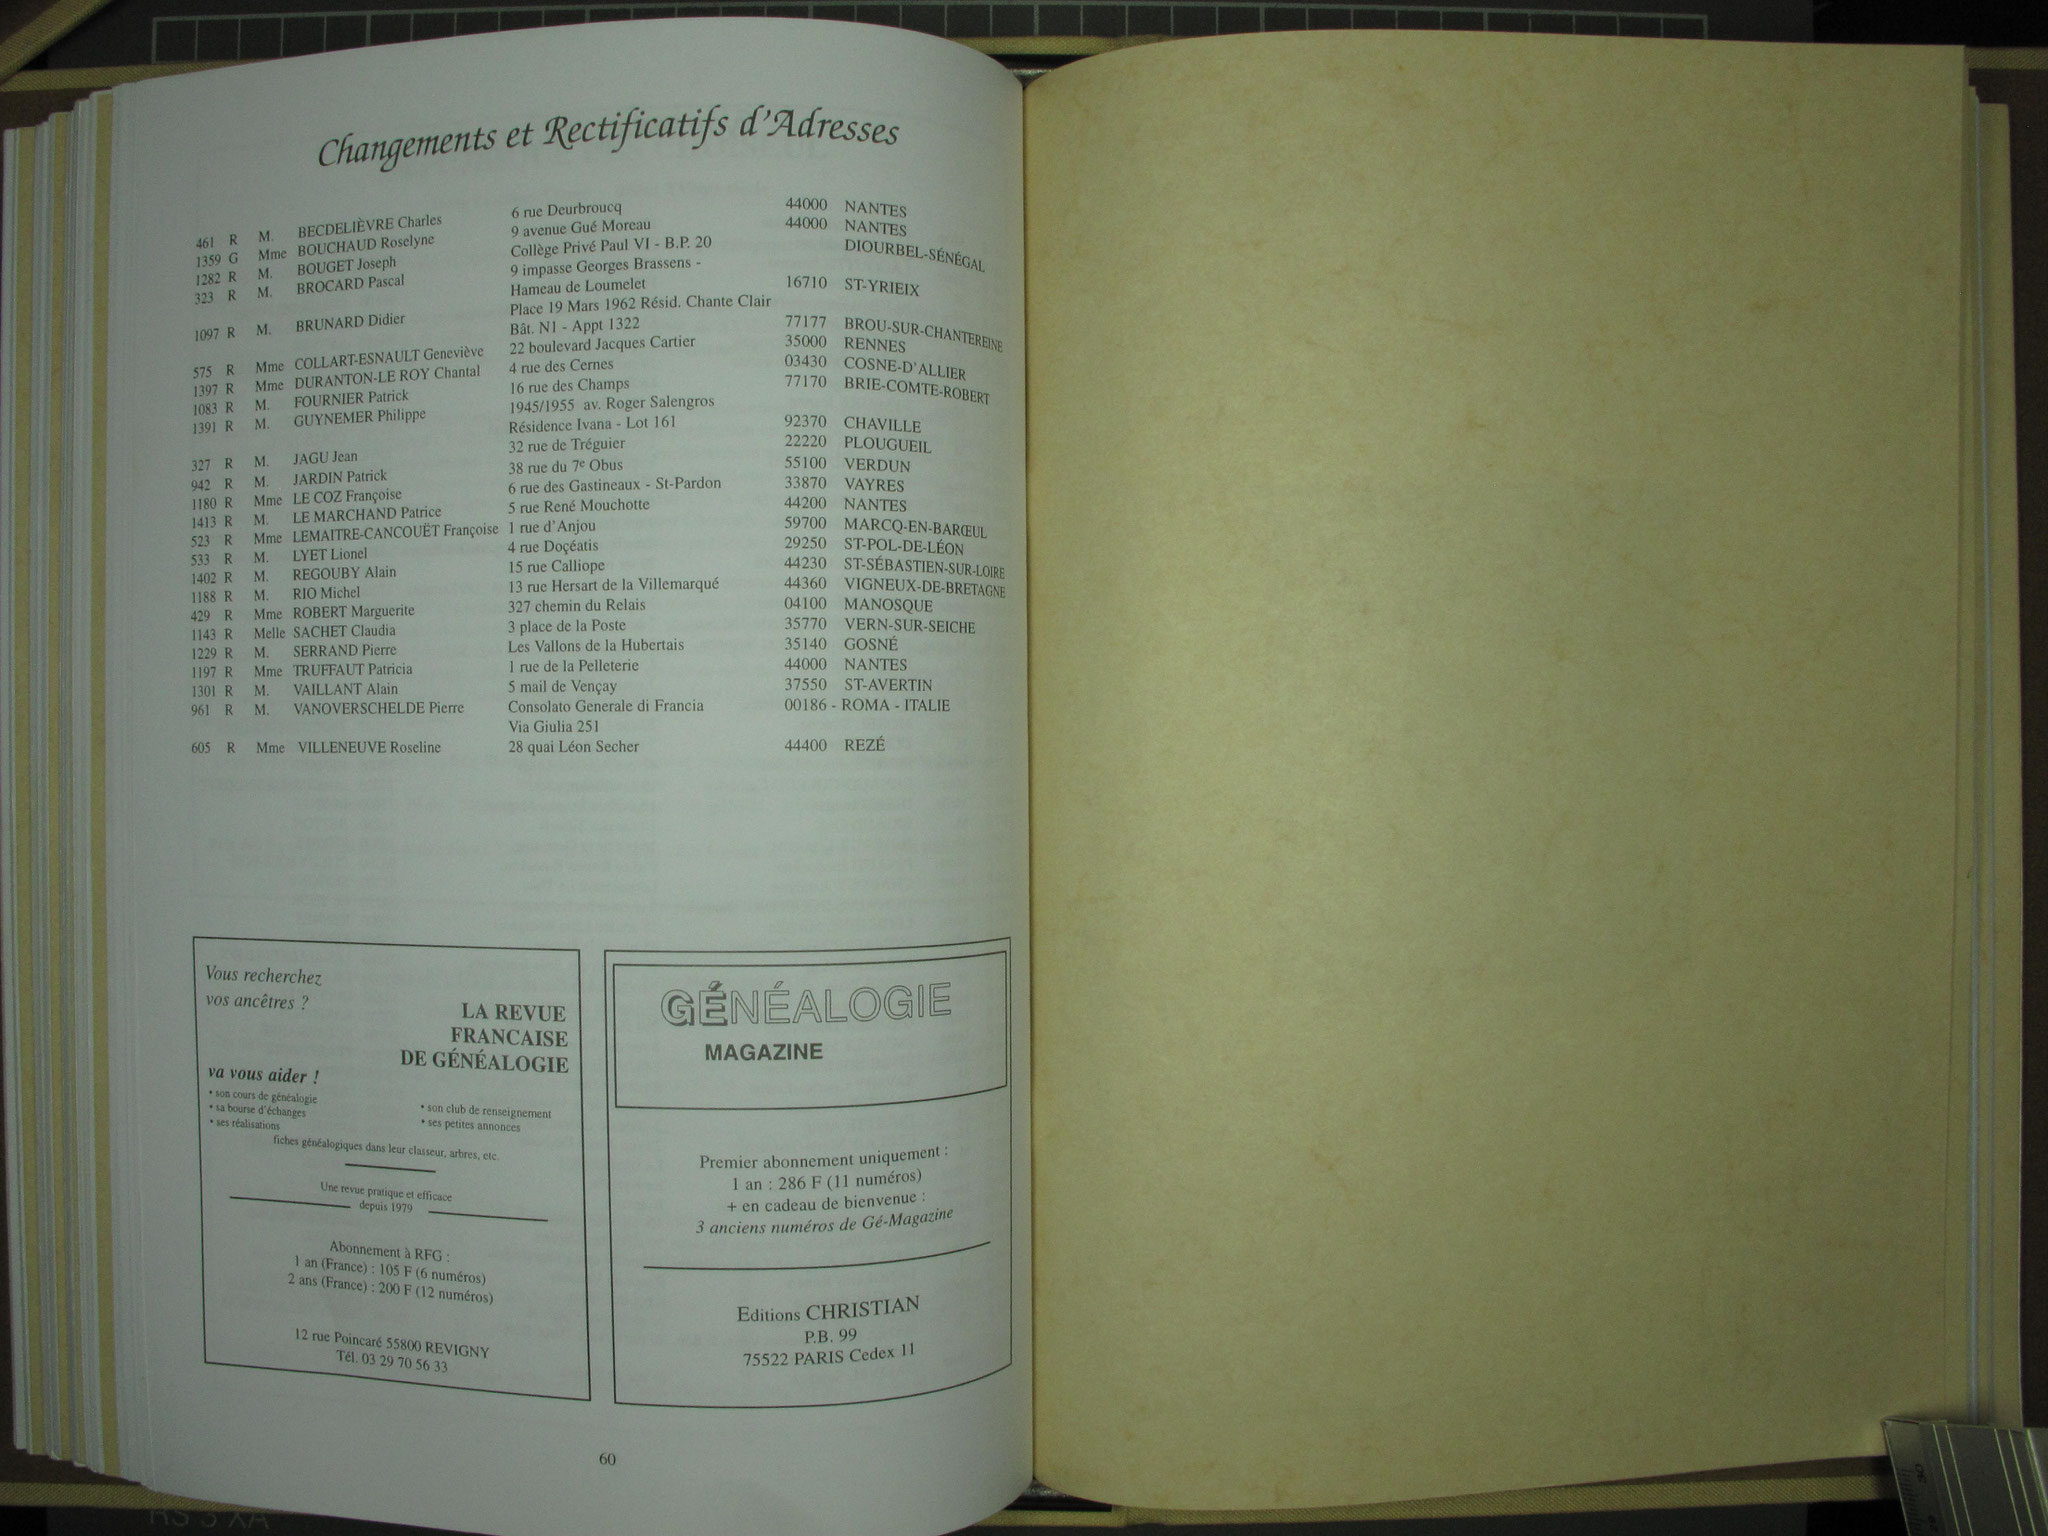 Changements et Rectificatifs d'Adresses
461 R M. BECDELIÈVRE Charles 6 rue Deurbroucq 44000 NANTES
1359 G Mme BOUCHAUD Roselyne 9 avenue Gué Moreau 44000 NANTES
1282 R M. BOUGET Joseph Collège Privé Paul VI - B.P. 20 DIOURBEL-SÉNÉGAL
323 R M. BROCARD Pascal 9 impasse Georges Brassens -
Hameau de Loumelet 16710 ST-YRIEIX
1097 R M. BRUNARD Didier Place 19 Mars 1962 Résid. Chante Clair
Bât. N1 - Appt 1322 77177 BROU-SUR-CHANTEREINE
575 R Mme COLLART-ESNAULT Geneviève 22 boulevard Jacques Cartier 35000 RENNES
1397 R Mme DURANTON-LE ROY Chantal 4 rue des Cernes 03430 COSNE-D'ALLIER
1083 R M. FOURNIER Patrick 16 rue des Champs 77170 BRIE-COMTE-ROBERT
1391 R M. GUYNEMER Philippe 1945/1955 av. Roger Salengros
Résidence Ivana - Lot 161 92370 CHAVILLE
327 R M. JAGU Jean 32 rue de Tréguier 22220 PLOUGUEIL
942 R M. JARDIN Patrick 38 rue du 7e Obus 55100 VERDUN
1180 R Mme LE COZ Françoise 6 rue des Gastineaux - St-Pardon 33870 VAYRES
1413 R M. LE MARCHAND Patrice 5 rue René Mouchotte 44200 NANTES
523 R Mme LEMAITRE-CANCOUËT Françoise 1 rue d'Anjou 59700 MARCQ-EN-BARŒUL
533 R M. LYET Lionel 4 rue Doçéatis 29250 ST-POL-DE-LÉON
1402 R M. REGOUBY Alain 15 rue Calliope 44230 ST-SÉBASTIEN-SUR-LOIRE
1188 R M. RIO Michel 13 rue Hersart de la Villemarqué 44360 VIGNEUX-DE-BRETAGNE
429 R Mme ROBERT Marguerite 327 chemin du Relais 04100 MANOSQUE
1143 R Melle SACHET Claudia 3 place de la Poste 35770 VERN-SUR-SEICHE
1229 R M. SERRAND Pierre Les Vallons de la Hubertais 35140 GOSNÉ
1197 R Mme TRUFFAUT Patricia 1 rue de la Pelleterie 44000 NANTES
1301 R M. VAILLANT Alain 5 mail de Vençay 37550 ST-AVERTIN
961 R M. VANOVERSCHELDE Pierre Consolato Generale di Francia 00186 - ROMA - ITALIE
Via Giulia 251
605 R Mme VILLENEUVE Roseline 28 quai Léon Secher 44400 REZÉ
Vous recherchez
vos ancêtres ?
LA REVUE
FRANCAISE
DE GÉNÉALOGIE
va vous aider !
• son cours de généalogie
• sa bourse d'échanges
• ses réalisations
• son club de renseignement
• ses petites annonces
fiches généalogiques dans leur classeur, arbres, etc.
Une revue pratique et efficace
depuis 1979
Abonnement à RFG :
1 an (France) : 105 F (6 numéros)
2 ans (France) : 200 F (12 numéros)
12 rue Poincaré 55800 REVIGNY
Tél. 03 29 70 56 33
GÉNÉALOGIE
MAGAZINE
Premier abonnement uniquement :
1 an : 286 F (11 numéros)
+ en cadeau de bienvenue :
3 anciens numéros de Gé-Magazine
Editions CHRISTIAN
P.B. 99
75522 PARIS Cedex 11
60